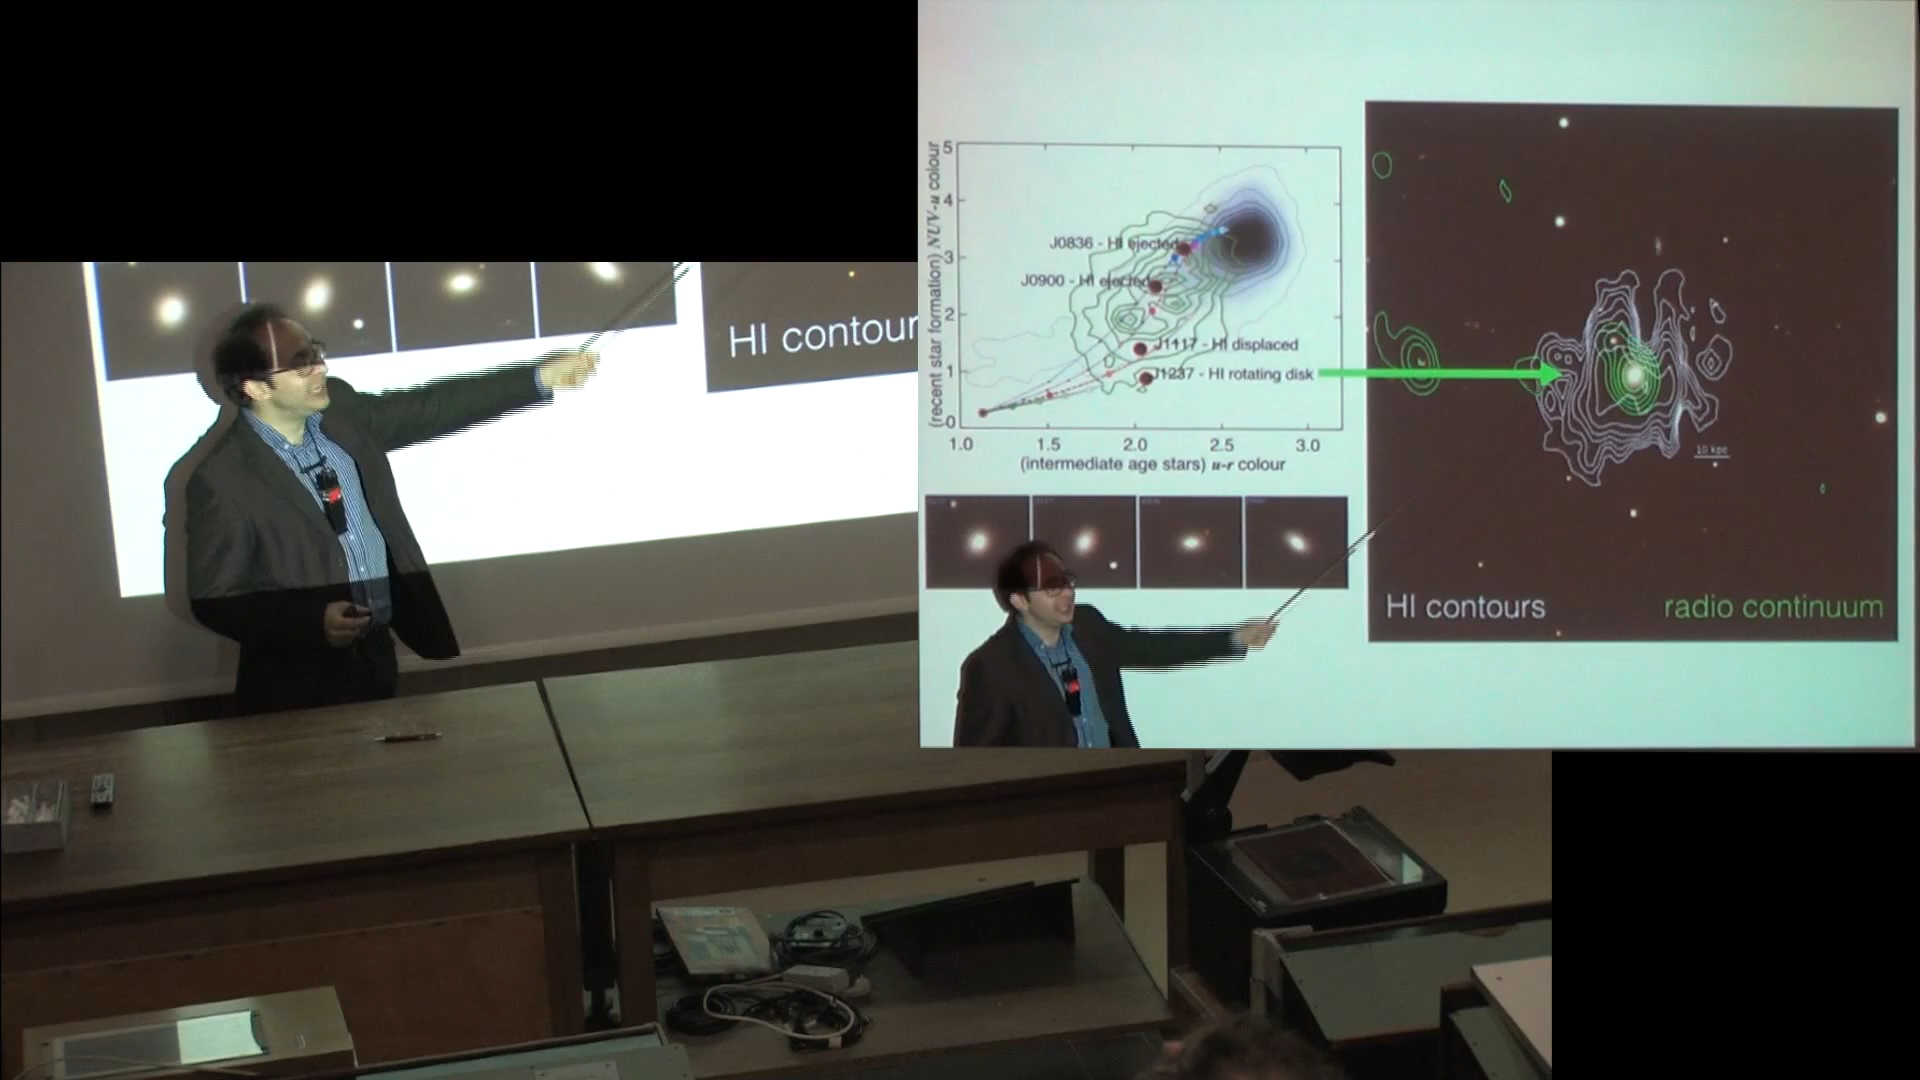 HI contour
(recent star formation) NUV-u colour
5
4
3
2
1
0
J0836 - HI ejected
J0900 - HI ejected
J1117 - HI displaced
J1237 - HI rotating disk
1.0 1.5 2.0 2.5 3.0
(intermediate age stars) u-r colour
10 kpc
HI contours
radio continuum